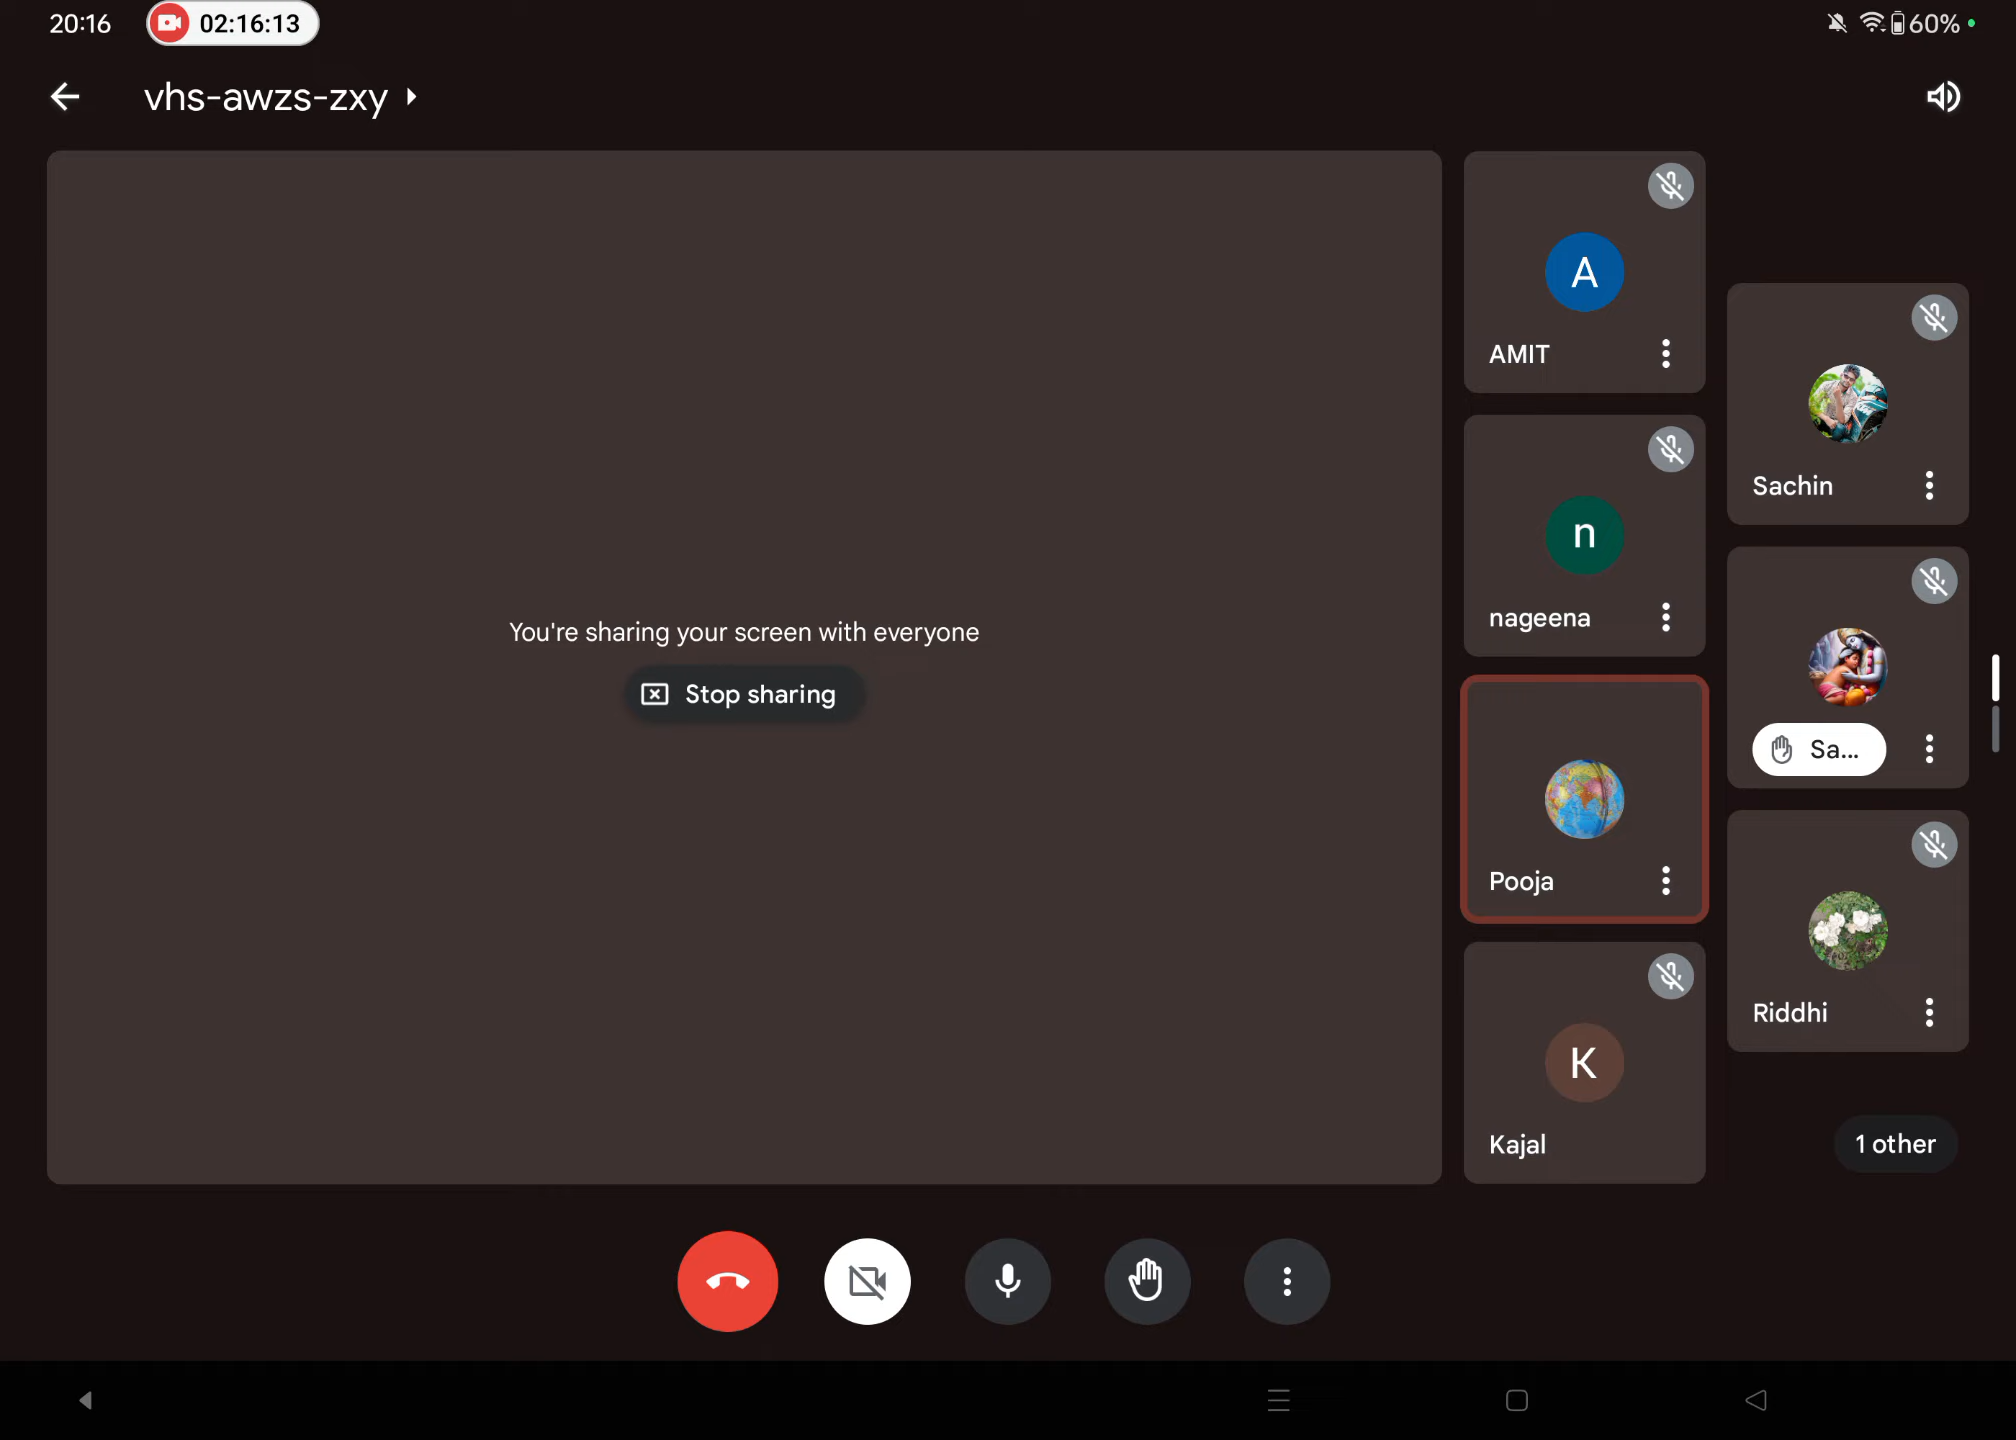 20:16
02:16:13
60%
vhs-awzs-zxy
You're sharing your screen with everyone
Stop sharing
A
AMIT
n
nageena
Pooja
K
Kajal
Sachin
Sa...
Riddhi
1 other